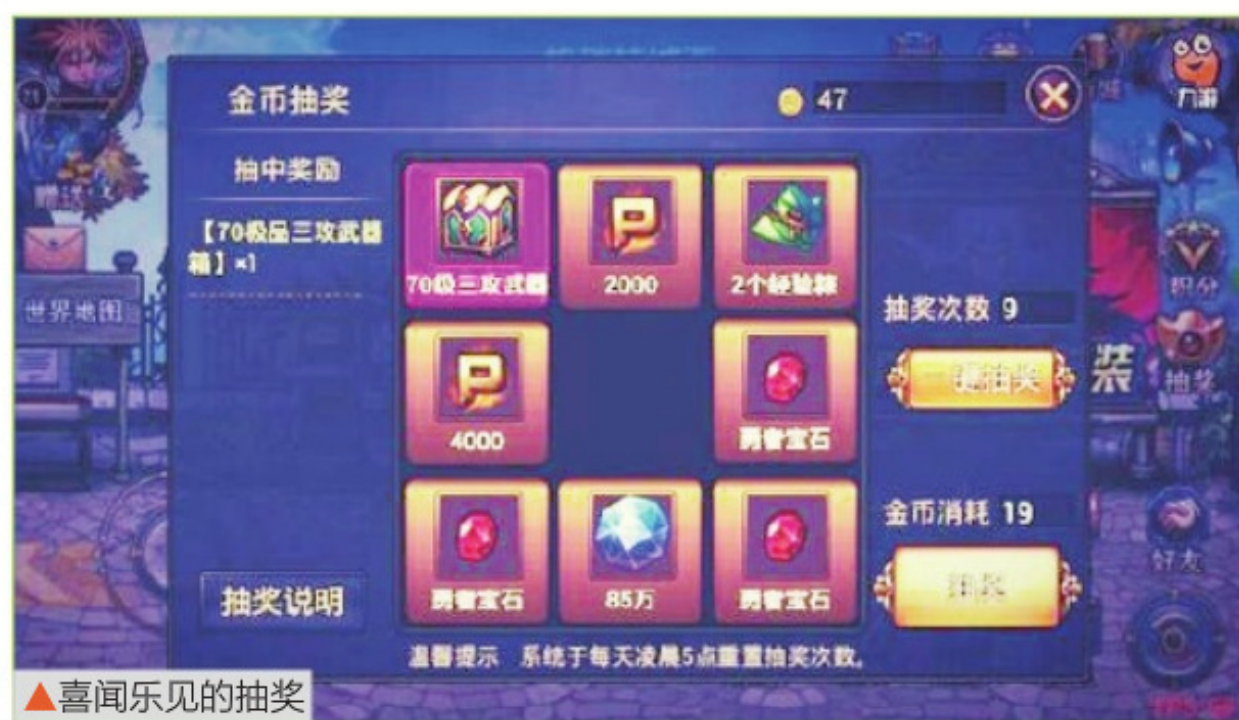 金币抽奖
47
抽中奖励
【70极品三攻武器
箱】×1
70级三攻武器
2000
2个经验球
4000
勇者宝石
勇者宝石
85万
勇者宝石
抽奖次数 9
一键抽奖
金币消耗 19
抽奖
抽奖说明
温馨提示 系统于每天凌晨5点重置抽奖次数。
九游
赠送
世界地图
积分
装
抽奖
好友
▲喜闻乐见的抽奖